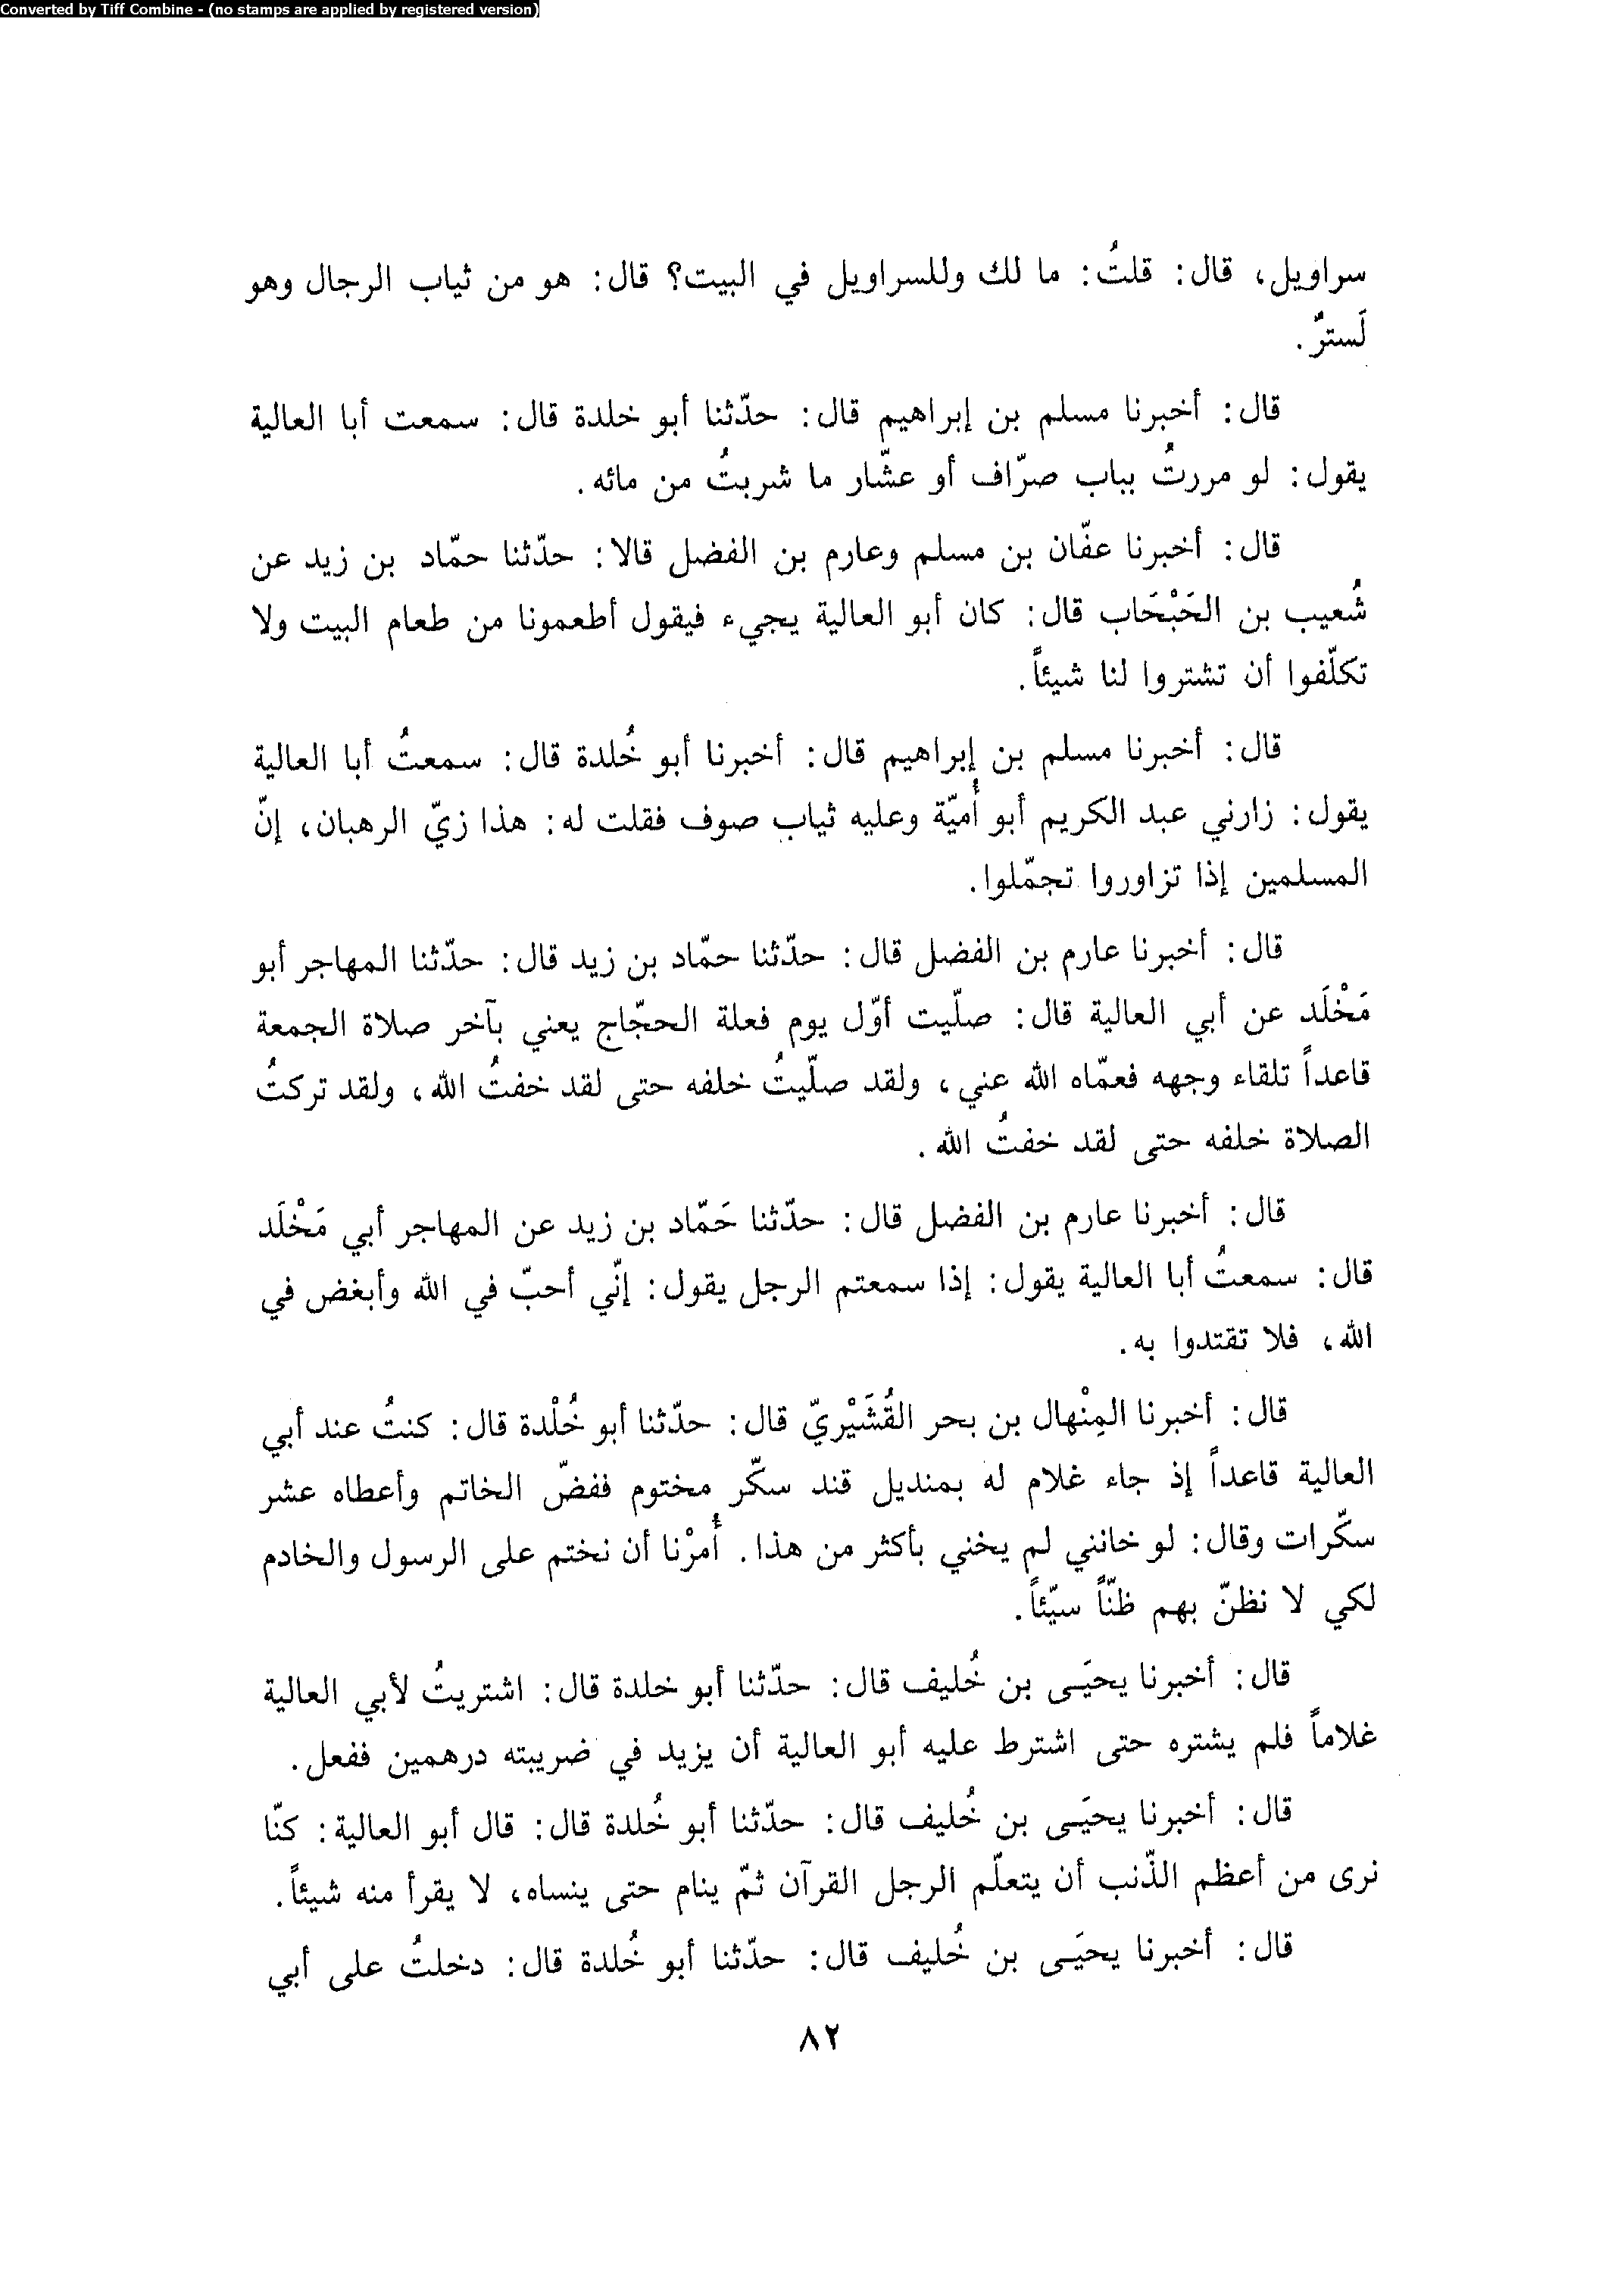 Converted by Tiff Combine - (no stamps are applied by registered version)
سراويل، قال: قلتُ: ما لك وللسراويل في البيت؟ قال: هو من ثياب الرجال وهو
لَسترٌ.
قال: أخبرنا مسلم بن إبراهيم قال: حدّثنا أبو خلدة قال: سمعت أبا العالية
يقول: لو مررتُ بباب صرّاف أو عشّار ما شربتُ من مائه.
قال: أخبرنا عفّان بن مسلم وعارم بن الفضل قالا: حدّثنا حمّاد بن زيد عن
شُعيب بن الحَبْحَاب قال: كان أبو العالية يجيء فيقول أطعمونا من طعام البيت ولا
تكلّفوا أن تشتروا لنا شيئاً.
قال: أخبرنا مسلم بن إبراهيم قال: أخبرنا أبو خُلدة قال: سمعتُ أبا العالية
يقول: زارني عبد الكريم أبو أُميّة وعليه ثياب صوف فقلت له: هذا زيّ الرهبان، إنّ
المسلمين إذا تزاوروا تجمّلوا.
قال: أخبرنا عارم بن الفضل قال: حدّثنا حمّاد بن زيد قال: حدّثنا المهاجر أبو
مَخْلَد عن أبي العالية قال: صلّيت أوّل يوم فعلة الحجّاج يعني بآخر صلاة الجمعة
قاعداً تلقاء وجهه فعمّاه الله عني، ولقد صلّيتُ خلفه حتى لقد خفتُ الله، ولقد تركتُ
الصلاة خلفه حتى لقد خفتُ الله.
قال: أخبرنا عارم بن الفضل قال: حدّثنا حَمّاد بن زيد عن المهاجر أبي مَخْلَد
قال: سمعتُ أبا العالية يقول: إذا سمعتم الرجل يقول: إنّي أحبّ في الله وأبغض في
الله، فلا تقتدوا به.
قال: أخبرنا المِنْهال بن بحر القُشَيْريّ قال: حدّثنا أبو خُلْدة قال: كنتُ عند أبي
العالية قاعداً إذ جاء غلام له بمنديل قند سكّر مختوم ففضّ الخاتم وأعطاه عشر
سكّرات وقال: لو خانني لم يخني بأكثر من هذا. أُمرْنا أن نختم على الرسول والخادم
لكي لا نظنّ بهم ظنّاً سيّئاً.
قال: أخبرنا يحيَى بن خُليف قال: حدّثنا أبو خلدة قال: اشتريتُ لأبي العالية
غلاماً فلم يشتره حتى اشترط عليه أبو العالية أن يزيد في ضريبته درهمين ففعل.
قال: أخبرنا يحيَى بن خُليف قال: حدّثنا أبو خُلدة قال: قال أبو العالية: كنّا
نرى من أعظم الذّنب أن يتعلّم الرجل القرآن ثمّ ينام حتى ينساه، لا يقرأ منه شيئاً.
قال: أخبرنا يحيَى بن خُليف قال: حدّثنا أبو خُلدة قال: دخلتُ على أبي
٨٢